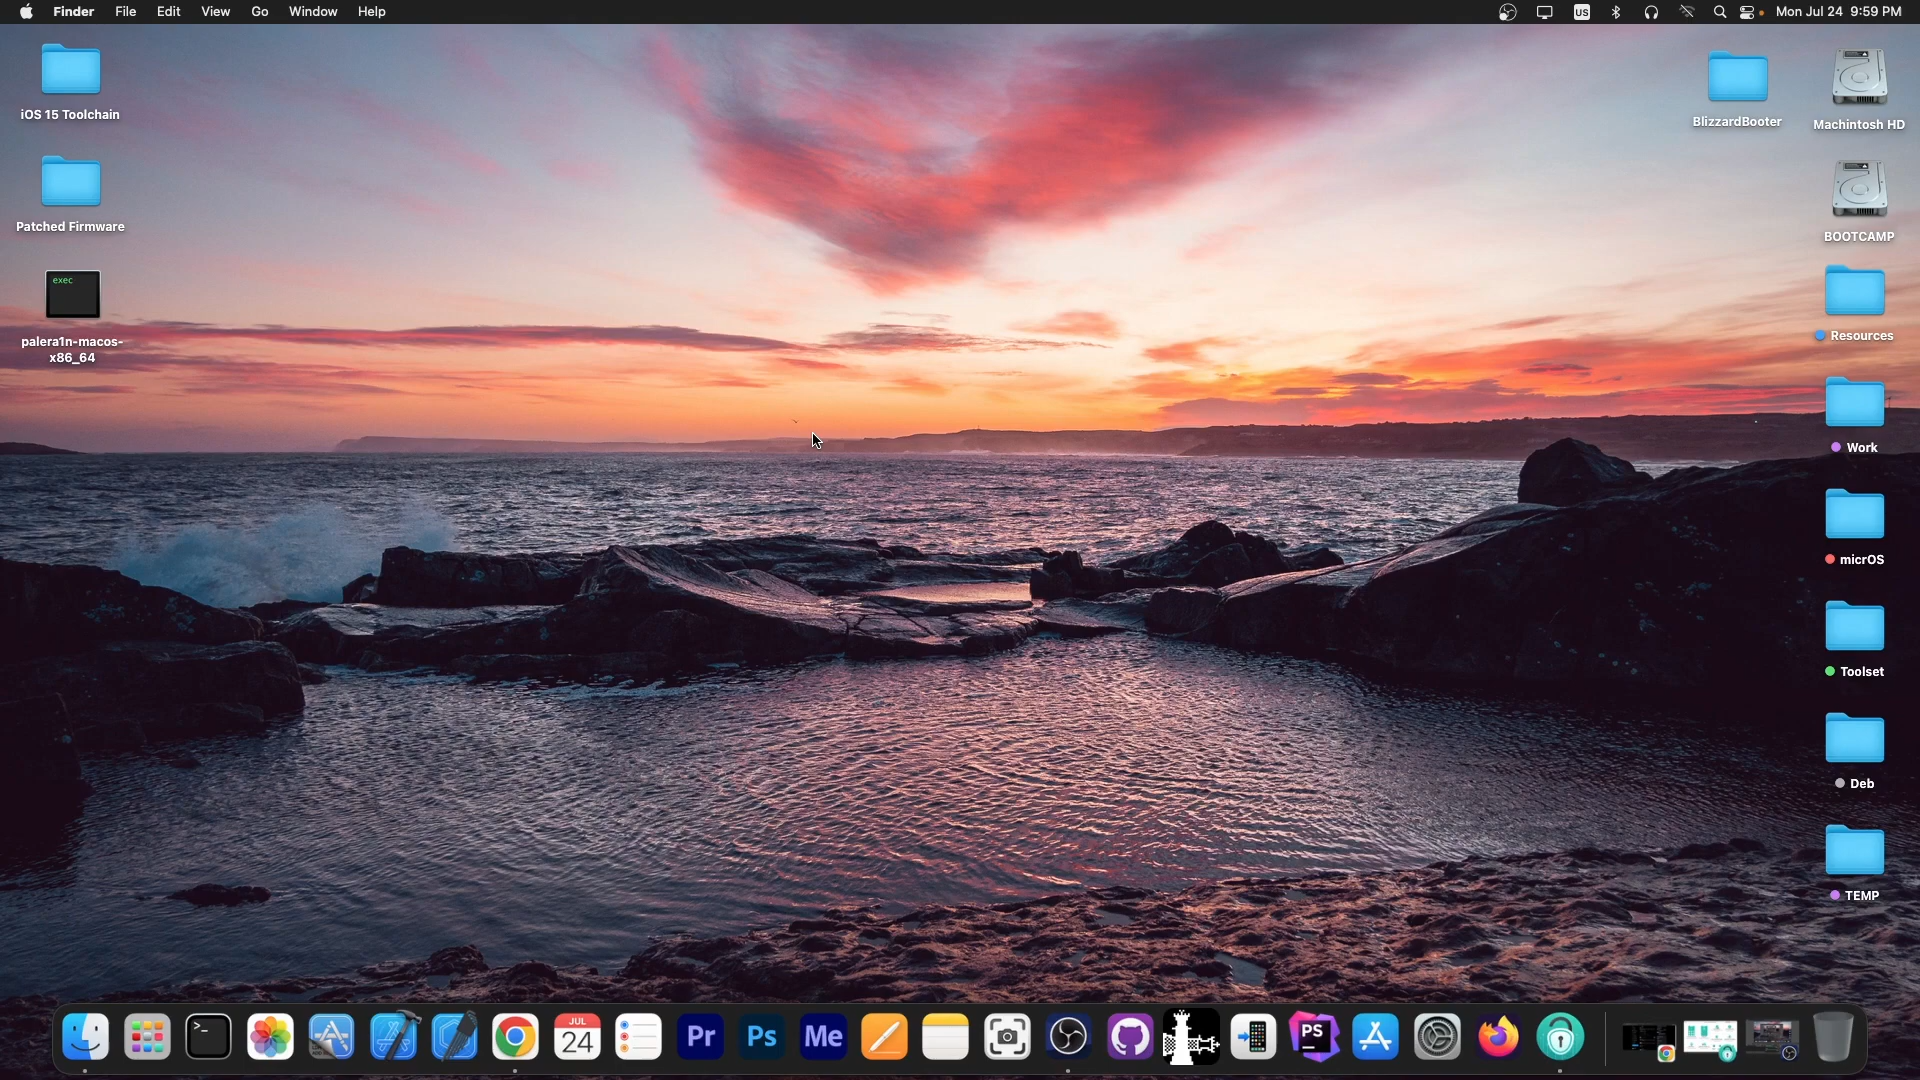 Finder File Edit View Go Window Help
US Mon Jul 24 9:59 PM
iOS 15 Toolchain
Patched Firmware
exec
palera1n-macos-
x86_64
BlizzardBooter
Machintosh HD
BOOTCAMP
Resources
Work
micrOS
Toolset
Deb
TEMP
>_
JUL
24
Pr
Ps
Me
PS